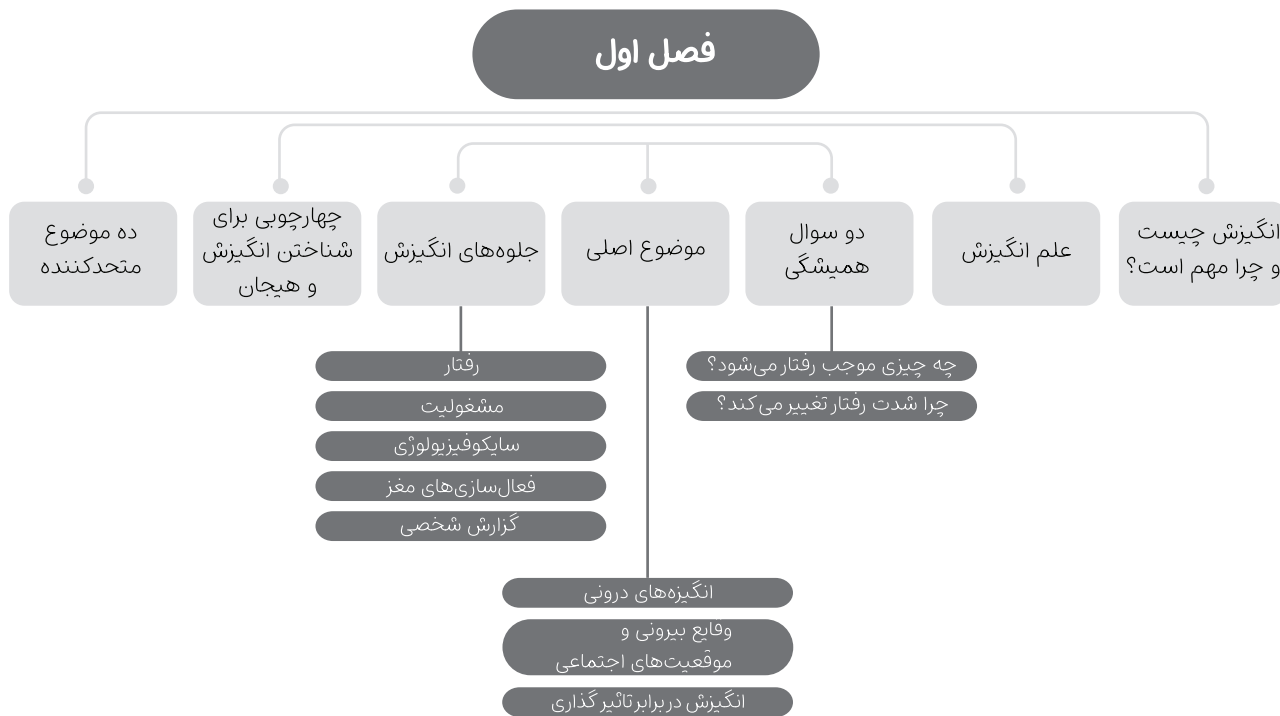 فصل اول
انگیزش چیست
و چرا مهم است؟
علم انگیزش
دو سوال
همیشگی
موضوع اصلی
جلوه‌های انگیزش
چهارچوبی برای
شناختن انگیزش
و هیجان
ده موضوع
متحدکننده
چه چیزی موجب رفتار می‌شود؟
چرا شدت رفتار تغییر می‌کند؟
رفتار
مشغولیت
سایکوفیزیولوژی
فعال‌سازی‌های مغز
گزارش شخصی
انگیزه‌های درونی
وقایع بیرونی و
موقعیت‌های اجتماعی
انگیزش در برابر تاثیر گذاری